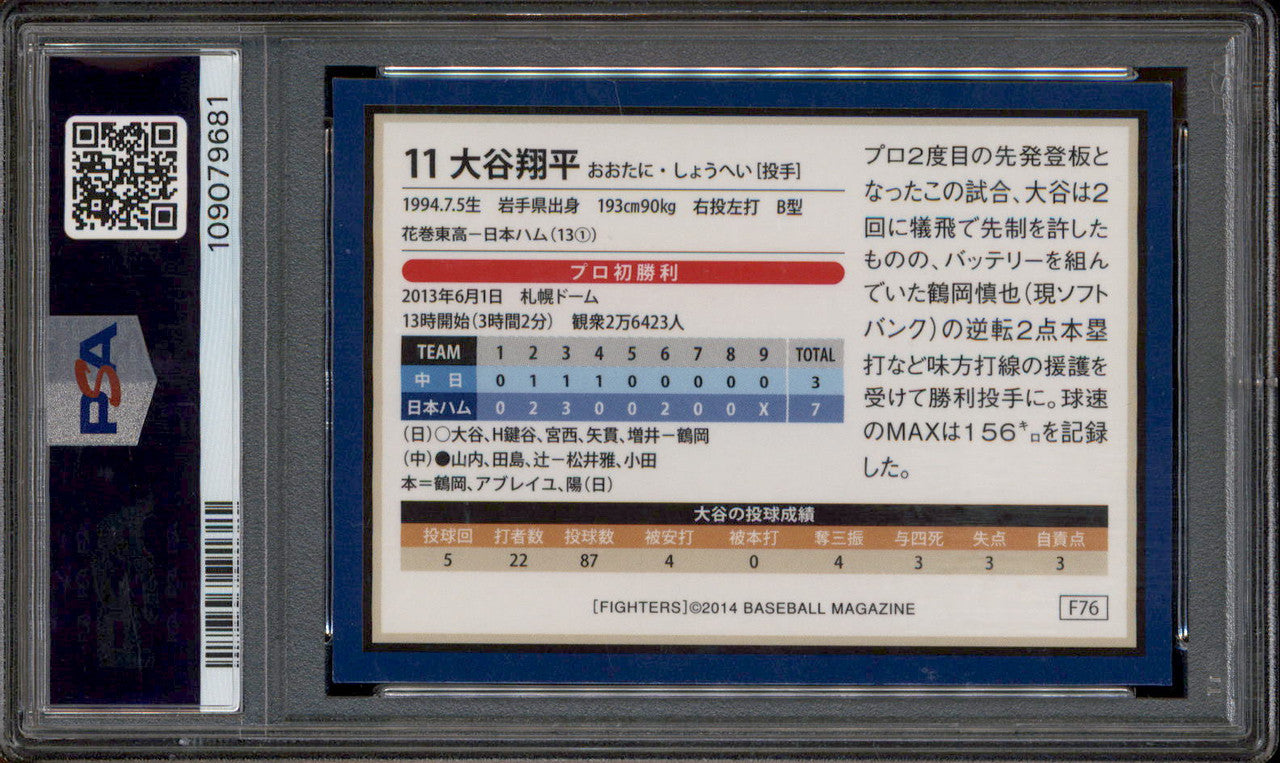 PSA
109079681
11 大谷翔平 おおたに・しょうへい [投手]
1994.7.5生 岩手県出身 193cm90kg 右投左打 B型
花巻東高－日本ハム(13①)
プロ初勝利
2013年6月1日 札幌ドーム
13時開始(3時間2分) 観衆2万6423人
TEAM 1 2 3 4 5 6 7 8 9 TOTAL
中 日 0 1 1 1 0 0 0 0 0 3
日本ハム 0 2 3 0 0 2 0 0 X 7
(日)○大谷、H鍵谷、宮西、矢貫、増井－鶴岡
(中)●山内、田島、辻－松井雅、小田
本＝鶴岡、アブレイユ、陽(日)
プロ2度目の先発登板と
なったこの試合、大谷は2
回に犠飛で先制を許した
ものの、バッテリーを組ん
でいた鶴岡慎也(現ソフト
バンク)の逆転2点本塁
打など味方打線の援護を
受けて勝利投手に。球速
のMAXは156㌔を記録
した。
大谷の投球成績
投球回 打者数 投球数 被安打 被本打 奪三振 与四死 失点 自責点
5 22 87 4 0 4 3 3 3
[FIGHTERS]©2014 BASEBALL MAGAZINE
F76